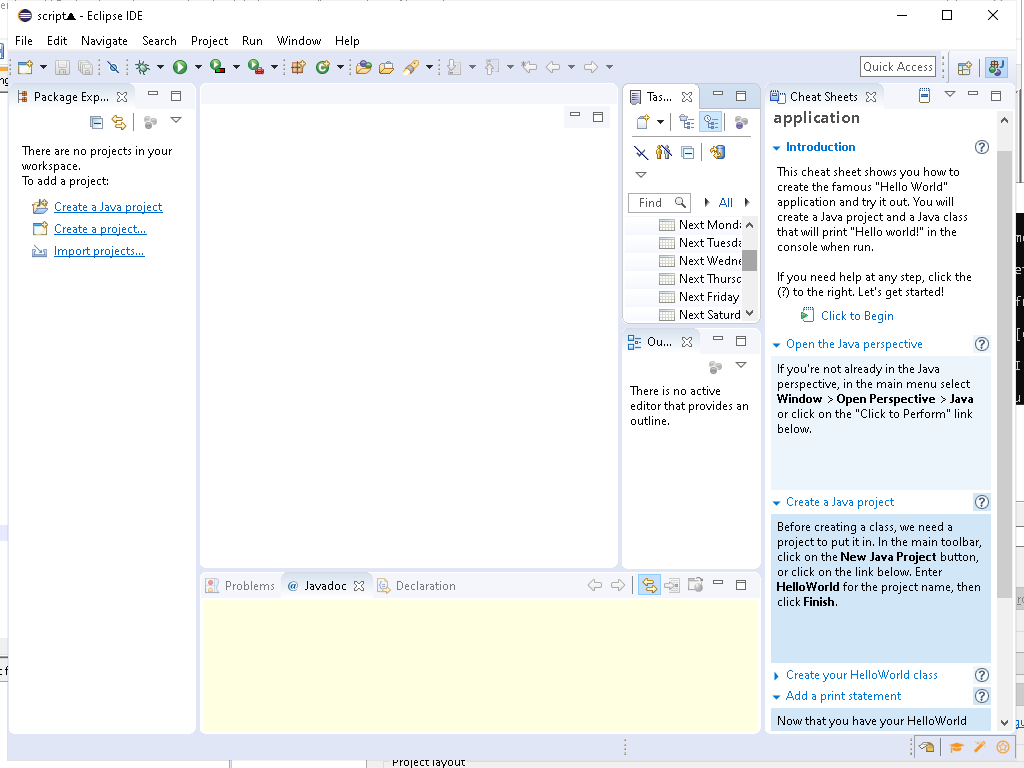 script▲ - Eclipse IDE
File Edit Navigate Search Project Run Window Help
Quick Access
Package Exp...
There are no projects in your
workspace.
To add a project:
Create a Java project
Create a project...
Import projects...
Tas...
Find
All
Next Mond
Next Tuesda
Next Wedne
Next Thursd
Next Friday
Next Saturd
Ou...
There is no active
editor that provides an
outline.
Problems
@ Javadoc
Declaration
Cheat Sheets
application
Introduction
This cheat sheet shows you how to
create the famous "Hello World"
application and try it out. You will
create a Java project and a Java class
that will print "Hello world!" in the
console when run.
If you need help at any step, click the
(?) to the right. Let's get started!
Click to Begin
Open the Java perspective
If you're not already in the Java
perspective, in the main menu select
Window > Open Perspective > Java
or click on the "Click to Perform" link
below.
Create a Java project
Before creating a class, we need a
project to put it in. In the main toolbar,
click on the New Java Project button,
or click on the link below. Enter
HelloWorld for the project name, then
click Finish.
Create your HelloWorld class
Add a print statement
Now that you have your HelloWorld
Project layout